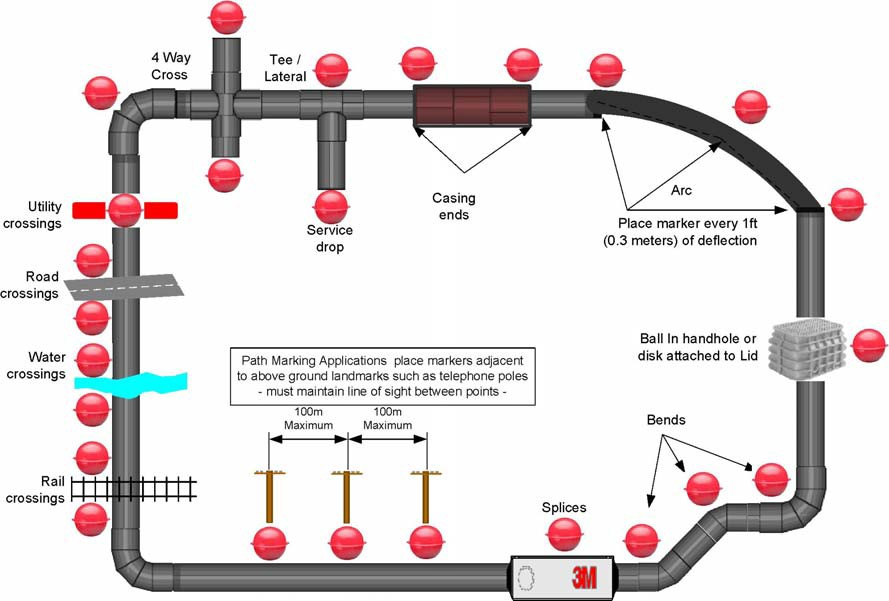 4 Way
Cross
Tee /
Lateral
Casing
ends
Arc
Place marker every 1ft
(0.3 meters) of deflection
Service
drop
Utility
crossings
Road
crossings
Water
crossings
Rail
crossings
Path Marking Applications place markers adjacent
to above ground landmarks such as telephone poles
- must maintain line of sight between points -
100m
Maximum
100m
Maximum
Ball In handhole or
disk attached to Lid
Bends
Splices
3M